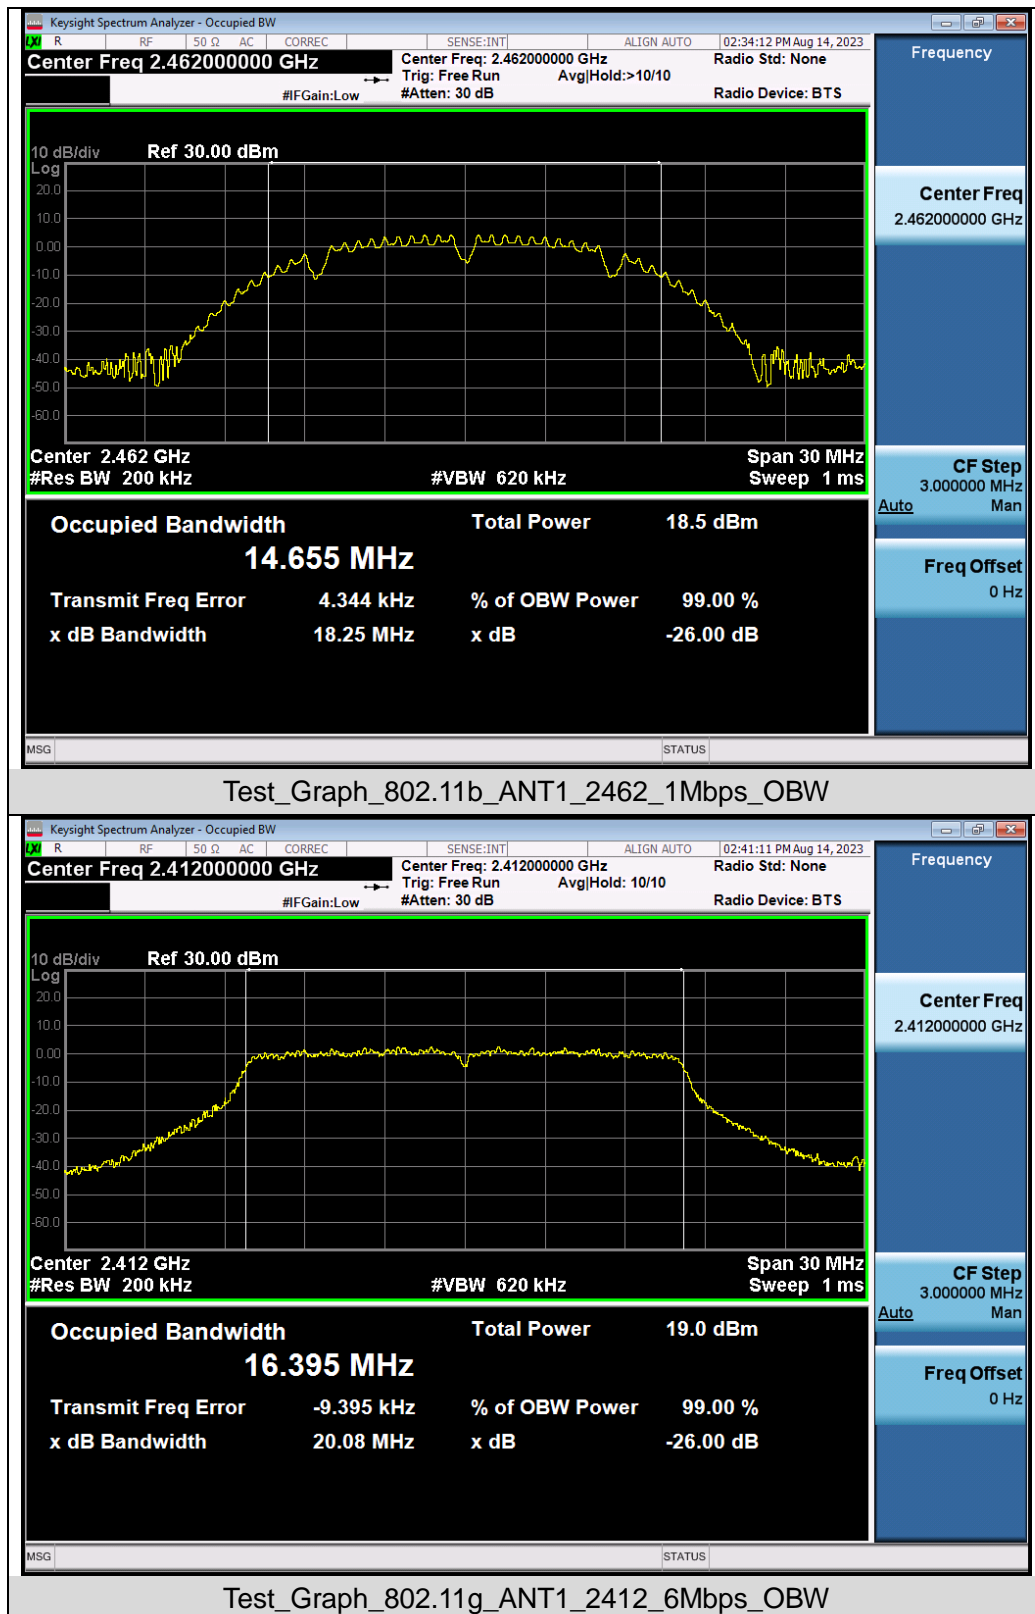 Keysight Spectrum Analyzer - Occupied BW
LXI R RF 50 Ω AC CORREC SENSE:INT ALIGN AUTO 02:34:12 PM Aug 14, 2023
Center Freq 2.462000000 GHz Center Freq: 2.462000000 GHz Radio Std: None
Trig: Free Run Avg|Hold:>10/10
#IFGain:Low #Atten: 30 dB Radio Device: BTS
Frequency
10 dB/div Ref 30.00 dBm
Log
20.0
10.0
0.00
-10.0
-20.0
-30.0
-40.0
-50.0
-60.0
Center Freq
2.462000000 GHz
Center 2.462 GHz Span 30 MHz
#Res BW 200 kHz #VBW 620 kHz Sweep 1 ms
CF Step
3.000000 MHz
Auto Man
Occupied Bandwidth Total Power 18.5 dBm
14.655 MHz
Transmit Freq Error 4.344 kHz % of OBW Power 99.00 %
x dB Bandwidth 18.25 MHz x dB -26.00 dB
Freq Offset
0 Hz
MSG STATUS
Test_Graph_802.11b_ANT1_2462_1Mbps_OBW
Keysight Spectrum Analyzer - Occupied BW
LXI R RF 50 Ω AC CORREC SENSE:INT ALIGN AUTO 02:41:11 PM Aug 14, 2023
Center Freq 2.412000000 GHz Center Freq: 2.412000000 GHz Radio Std: None
Trig: Free Run Avg|Hold: 10/10
#IFGain:Low #Atten: 30 dB Radio Device: BTS
Frequency
10 dB/div Ref 30.00 dBm
Log
20.0
10.0
0.00
-10.0
-20.0
-30.0
-40.0
-50.0
-60.0
Center Freq
2.412000000 GHz
Center 2.412 GHz Span 30 MHz
#Res BW 200 kHz #VBW 620 kHz Sweep 1 ms
CF Step
3.000000 MHz
Auto Man
Occupied Bandwidth Total Power 19.0 dBm
16.395 MHz
Transmit Freq Error -9.395 kHz % of OBW Power 99.00 %
x dB Bandwidth 20.08 MHz x dB -26.00 dB
Freq Offset
0 Hz
MSG STATUS
Test_Graph_802.11g_ANT1_2412_6Mbps_OBW